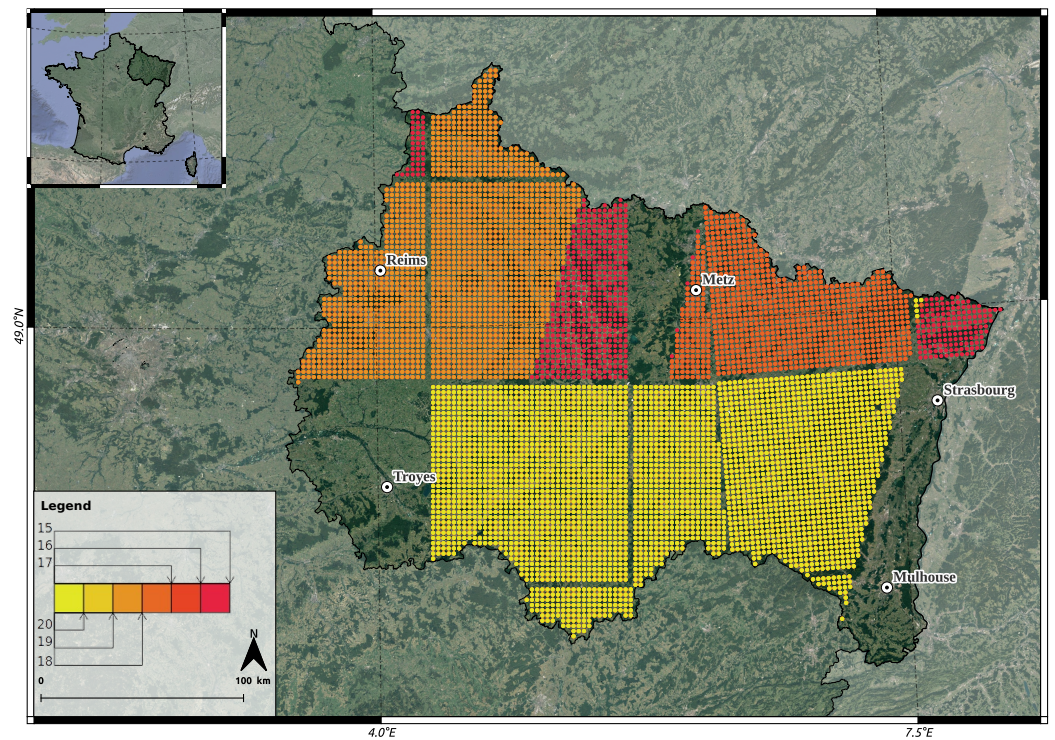 Reims
Metz
49.0°N
Strasbourg
Troyes
Legend
15
16
17
Mulhouse
20
19
18
N
0
100 km
4.0°E
7.5°E